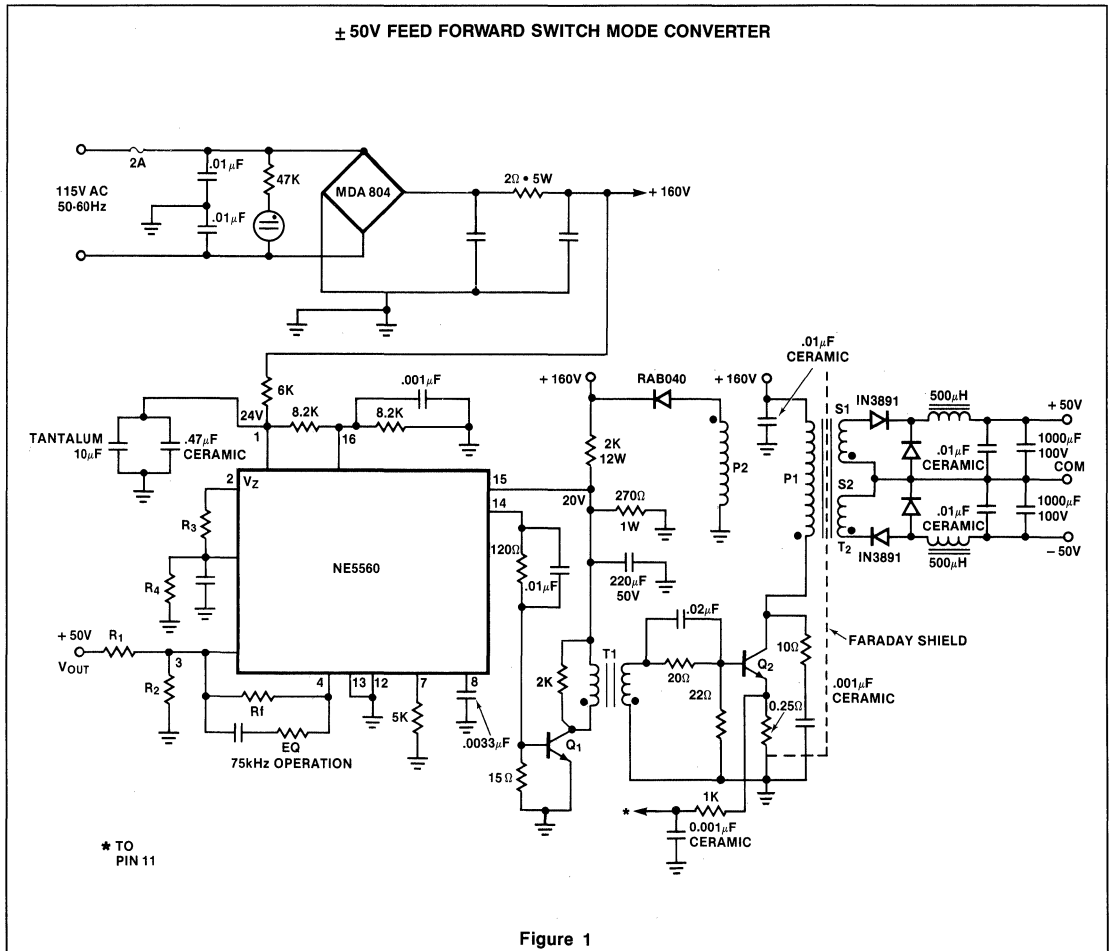 ± 50V FEED FORWARD SWITCH MODE CONVERTER
2A
.01µF
47K
MDA 804
2Ω • 5W
+ 160V
115V AC
50-60Hz
.01µF
.01µF
CERAMIC
6K
.001µF
+ 160V
RAB040
+ 160V
IN3891
500µH
+ 50V
24V
8.2K
8.2K
S1
TANTALUM
10µF
.47µF
CERAMIC
1
16
2K
12W
.01µF
CERAMIC
1000µF
100V
COM
P2
P1
S2
2
VZ
15
20V
270Ω
1W
14
R3
.01µF
CERAMIC
1000µF
100V
T2
120Ω
IN3891
500µH
– 50V
NE5560
.01µF
220µF
50V
R4
.02µF
FARADAY SHIELD
+ 50V
R1
VOUT
3
T1
20Ω
Q2
10Ω
R2
4
13
12
7
8
2K
22Ω
.001µF
CERAMIC
0.25Ω
Rf
5K
.0033µF
Q1
EQ
75kHz OPERATION
15Ω
1K
*
0.001µF
CERAMIC
* TO
PIN 11
Figure 1